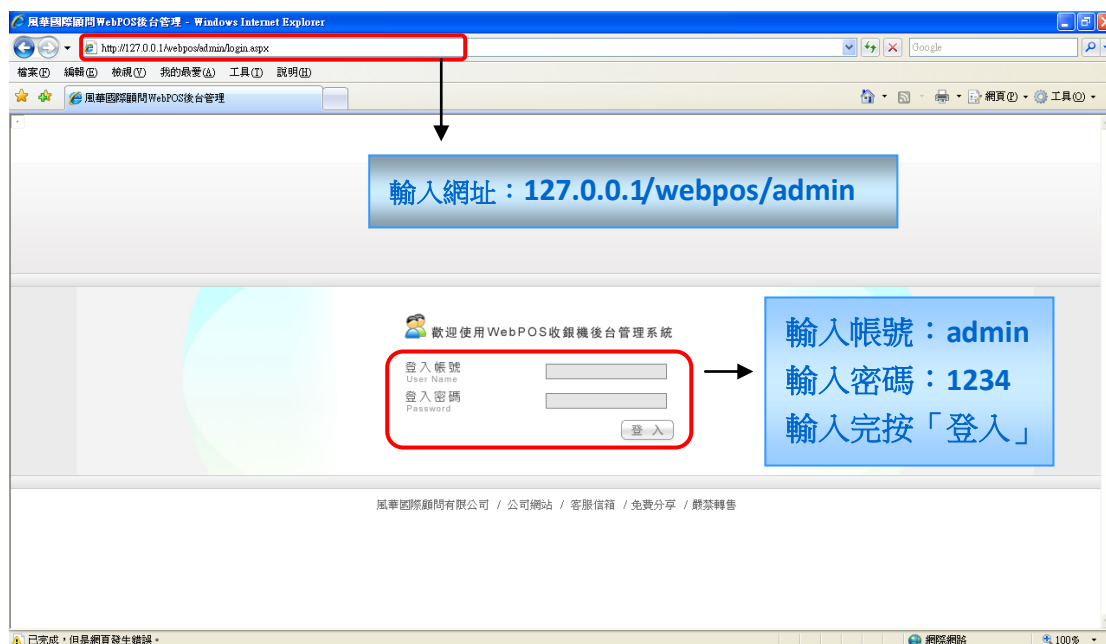 風華國際顧問WebPOS後台管理 - Windows Internet Explorer
http://127.0.0.1/webpos/admin/login.aspx
Google
檔案(F) 編輯(E) 檢視(V) 我的最愛(A) 工具(T) 說明(H)
風華國際顧問WebPOS後台管理
網頁(P)
工具(O)
輸入網址：127.0.0.1/webpos/admin
歡迎使用WebPOS收銀機後台管理系統
登入帳號
User Name
登入密碼
Password
登 入
輸入帳號：admin
輸入密碼：1234
輸入完按「登入」
風華國際顧問有限公司 / 公司網站 / 客服信箱 / 免費分享 / 嚴禁轉售
已完成，但是網頁發生錯誤。
網際網路
100%